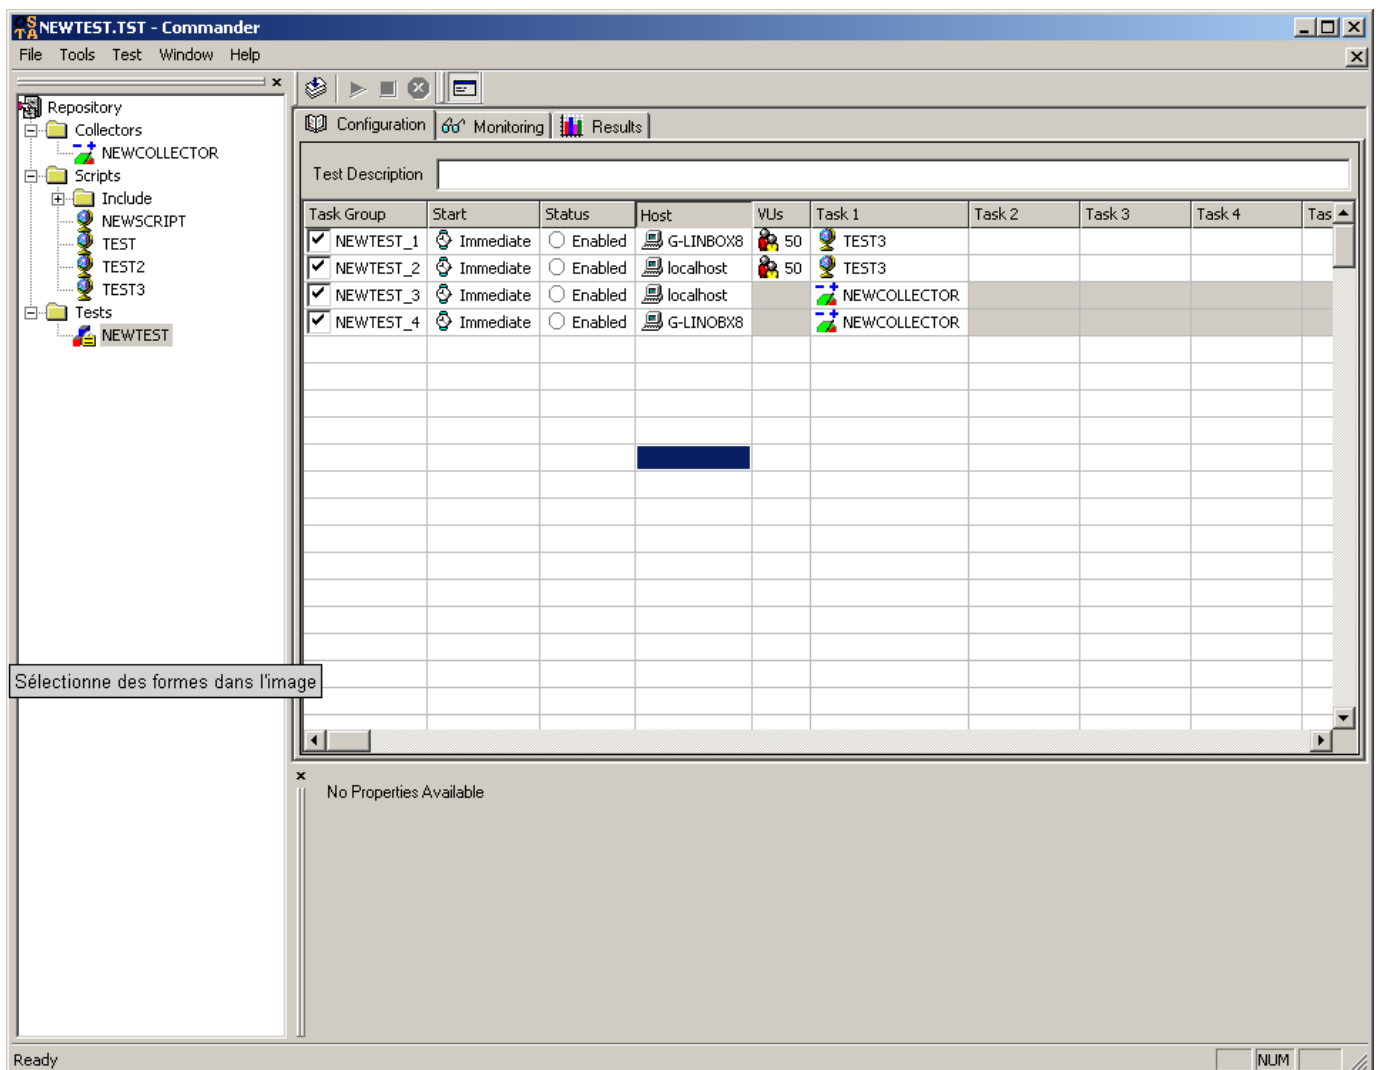 NEWTEST.TST - Commander
File Tools Test Window Help
Repository
Collectors
NEWCOLLECTOR
Scripts
Include
NEWSCRIPT
TEST
TEST2
TEST3
Tests
NEWTEST
Configuration Monitoring Results
Test Description
Task Group Start Status Host VUs Task 1 Task 2 Task 3 Task 4 Tas
NEWTEST_1 Immediate Enabled G-LINBOX8 50 TEST3
NEWTEST_2 Immediate Enabled localhost 50 TEST3
NEWTEST_3 Immediate Enabled localhost NEWCOLLECTOR
NEWTEST_4 Immediate Enabled G-LINOBX8 NEWCOLLECTOR
Sélectionne des formes dans l'image
No Properties Available
Ready NUM